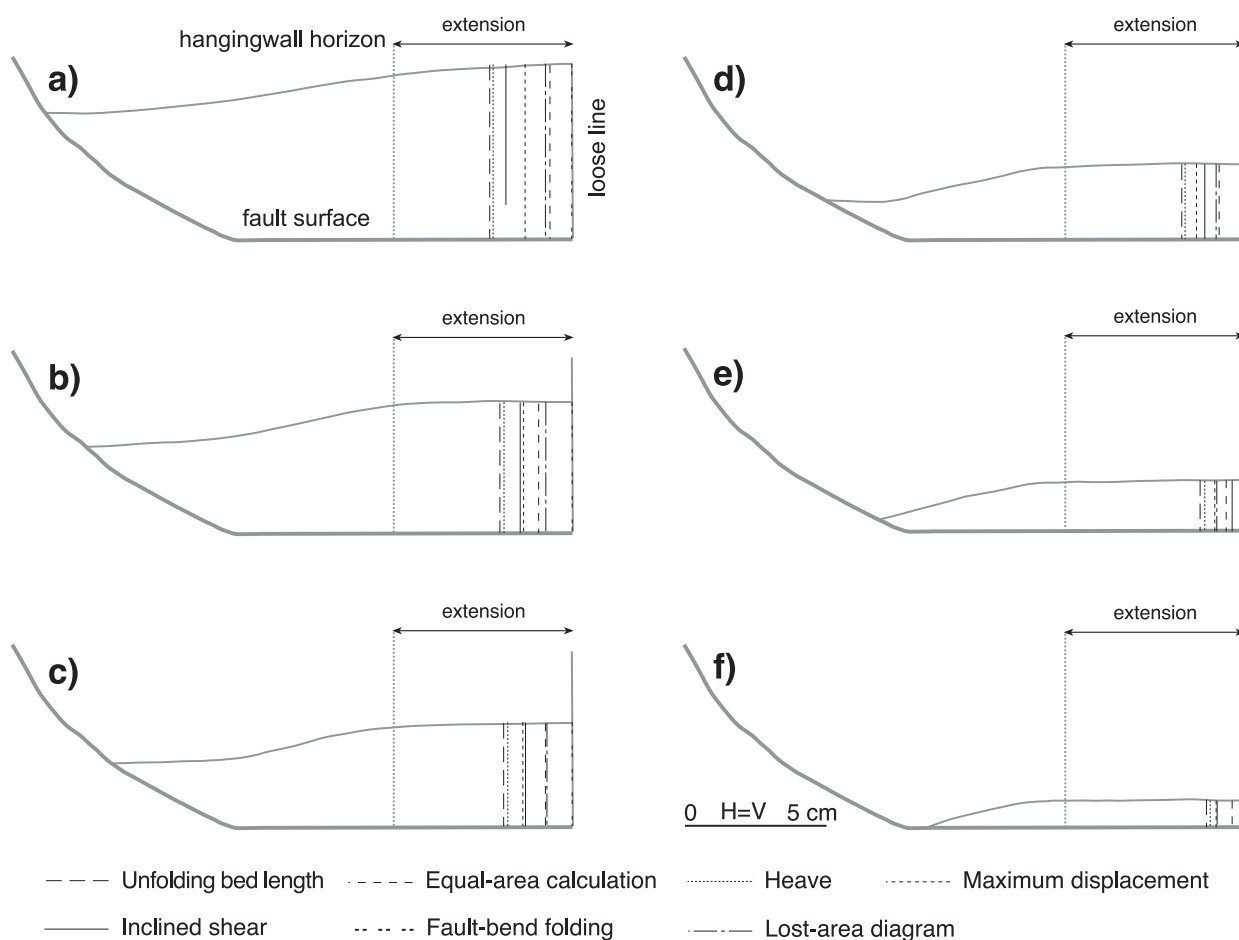 extension
hangingwall horizon
a)
loose line
fault surface
extension
d)
extension
b)
extension
e)
extension
c)
extension
f)
0 H=V 5 cm
Unfolding bed length
Equal-area calculation
Heave
Maximum displacement
Inclined shear
Fault-bend folding
Lost-area diagram